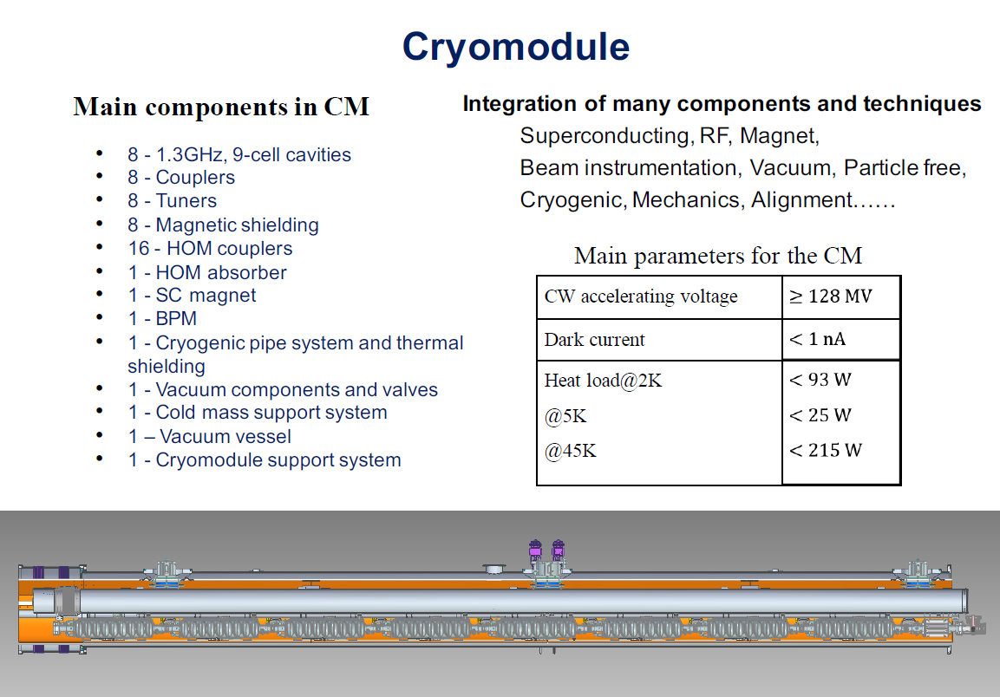 Cryomodule
Main components in CM
• 8 - 1.3GHz, 9-cell cavities
• 8 - Couplers
• 8 - Tuners
• 8 - Magnetic shielding
• 16 - HOM couplers
• 1 - HOM absorber
• 1 - SC magnet
• 1 - BPM
• 1 - Cryogenic pipe system and thermal
shielding
• 1 - Vacuum components and valves
• 1 - Cold mass support system
• 1 – Vacuum vessel
• 1 - Cryomodule support system
Integration of many components and techniques
Superconducting, RF, Magnet,
Beam instrumentation, Vacuum, Particle free,
Cryogenic, Mechanics, Alignment……
Main parameters for the CM
CW accelerating voltage ≥ 128 MV
Dark current < 1 nA
Heat load@2K < 93 W
@5K < 25 W
@45K < 215 W